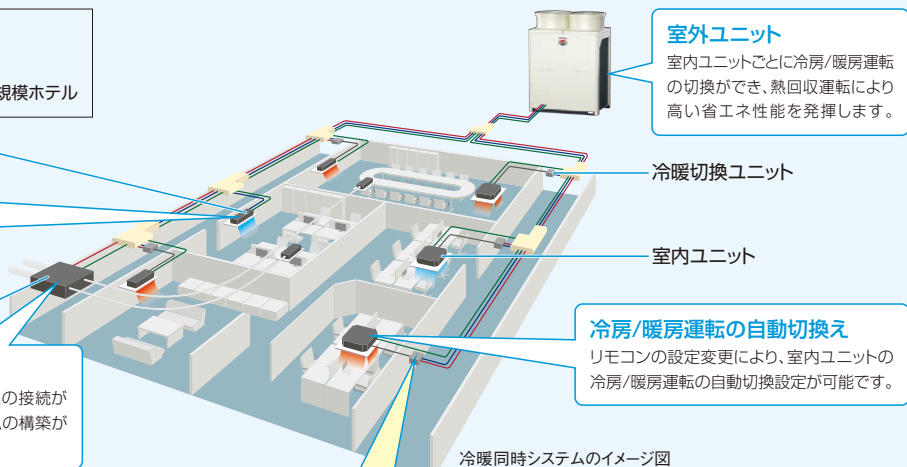 規模ホテル
室外ユニット
室内ユニットごとに冷房/暖房運転
の切換ができ、熱回収運転により
高い省エネ性能を発揮します。
冷暖切換ユニット
室内ユニット
冷房/暖房運転の自動切換え
リモコンの設定変更により、室内ユニットの
冷房/暖房運転の自動切換設定が可能です。
の接続が
ムの構築が
冷暖同時システムのイメージ図